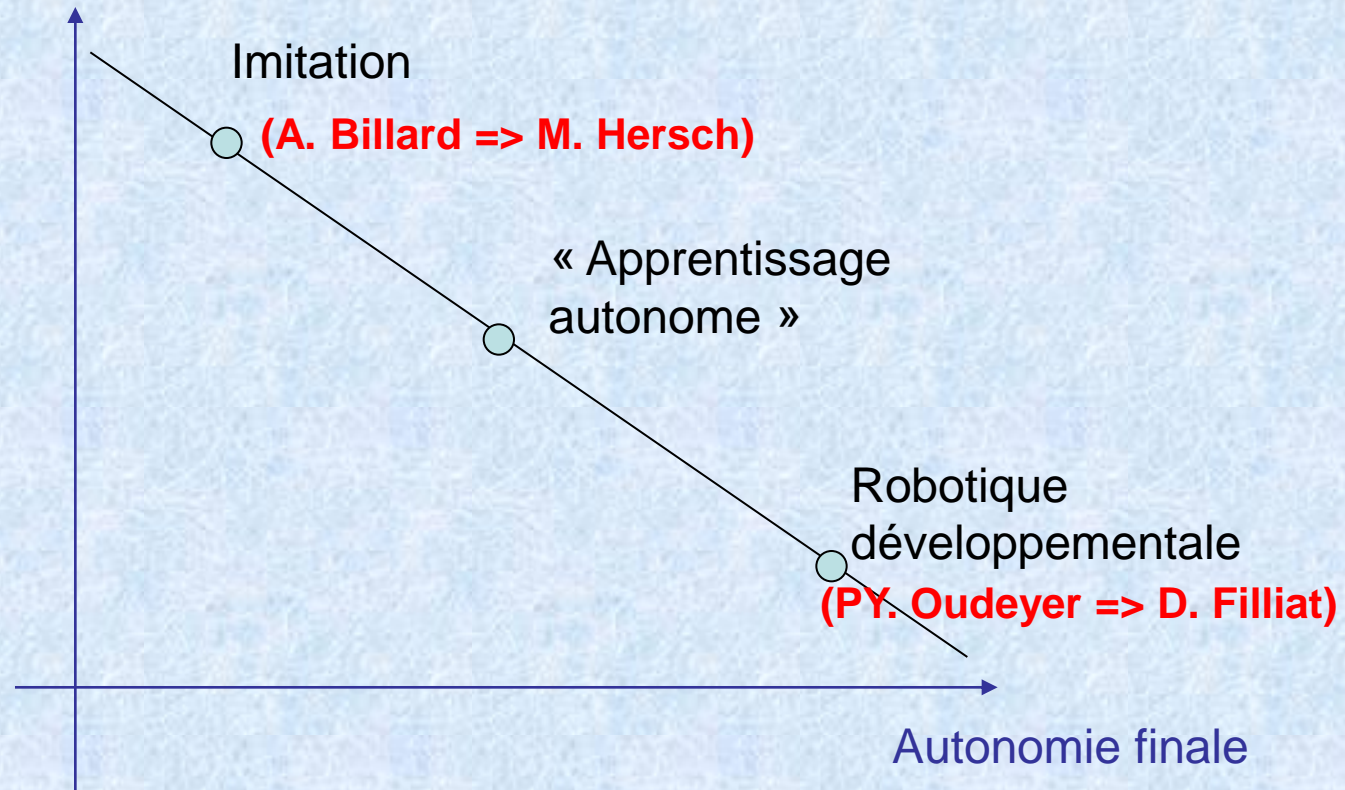 Imitation
(A. Billard => M. Hersch)
« Apprentissage
autonome »
Robotique
développementale
(PY. Oudeyer => D. Filliat)
Autonomie finale